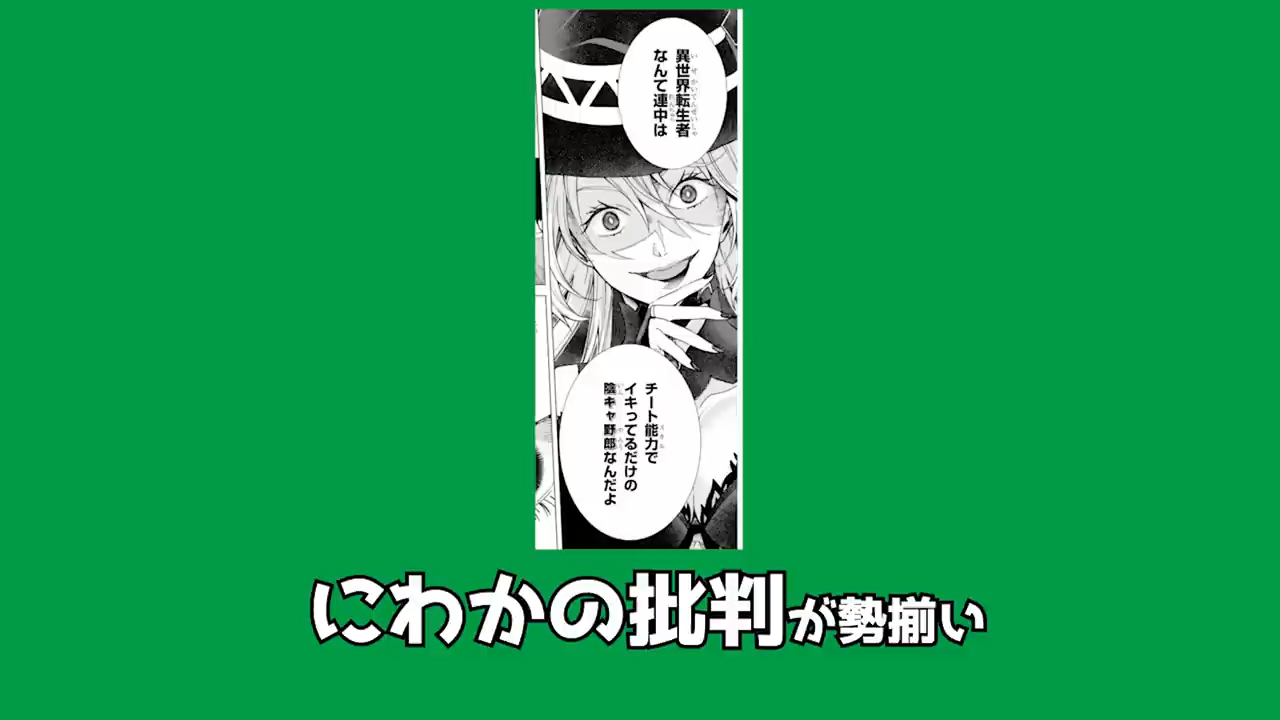 異世界転生者
なんて連中は
チート能力で
イキってるだけの
陰キャ野郎なんだよ
にわかの批判が勢揃い